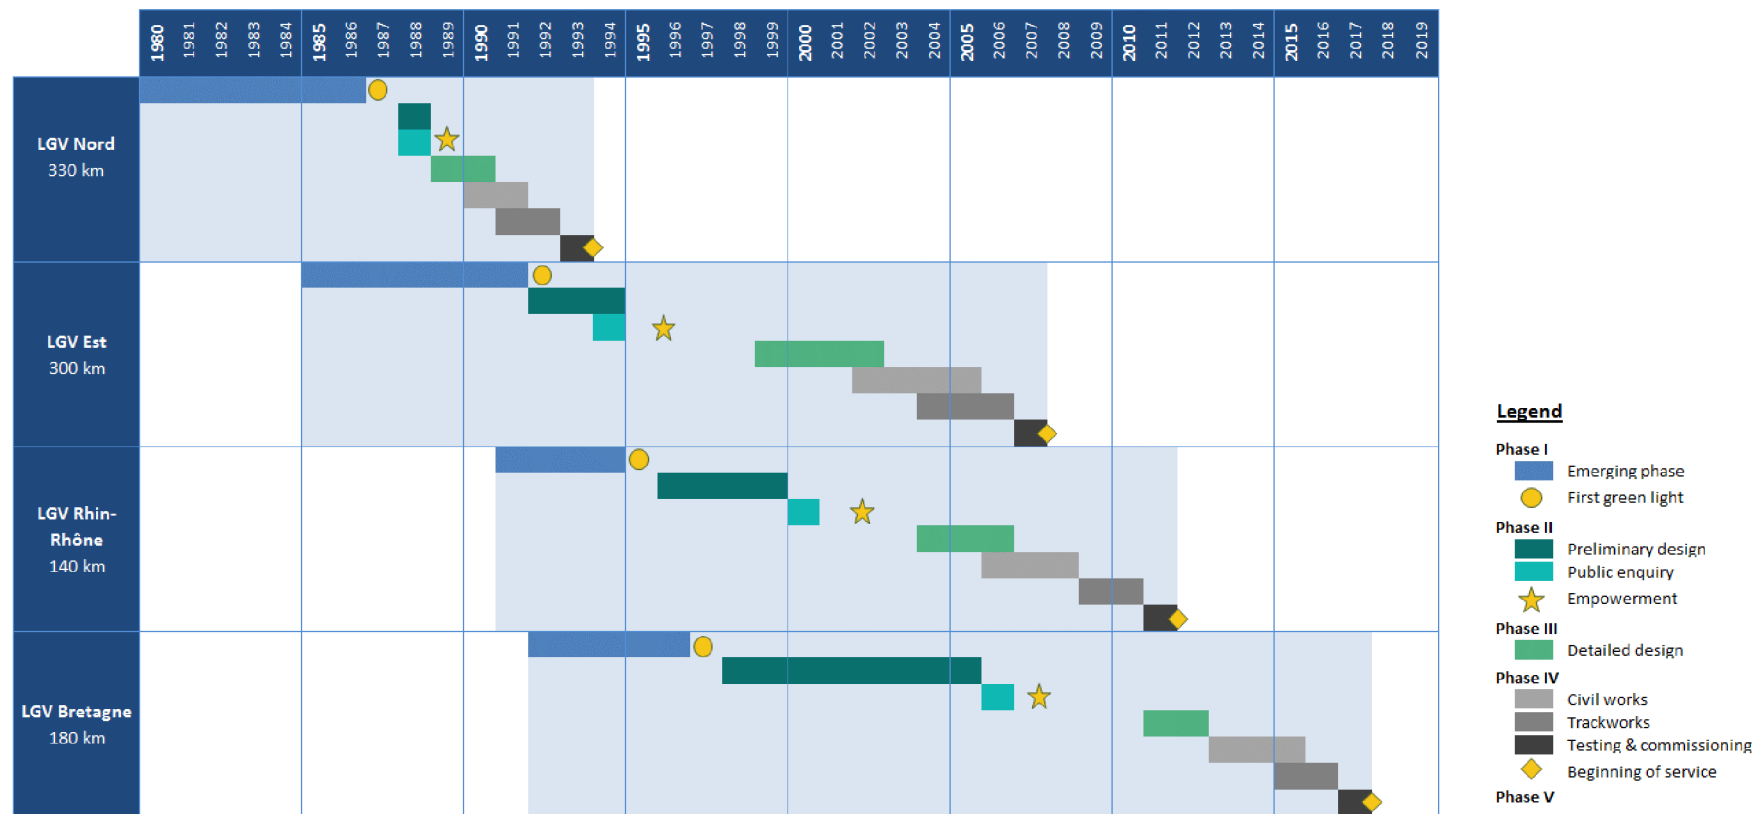 1980 1981 1982 1983 1984 1985 1986 1987 1988 1989 1990 1991 1992 1993 1994 1995 1996 1997 1998 1999 2000 2001 2002 2003 2004 2005 2006 2007 2008 2009 2010 2011 2012 2013 2014 2015 2016 2017 2018 2019
LGV Nord
330 km
LGV Est
300 km
LGV Rhin-
Rhône
140 km
LGV Bretagne
180 km
Legend
Phase I
Emerging phase
First green light
Phase II
Preliminary design
Public enquiry
Empowerment
Phase III
Detailed design
Phase IV
Civil works
Trackworks
Testing & commissioning
Beginning of service
Phase V